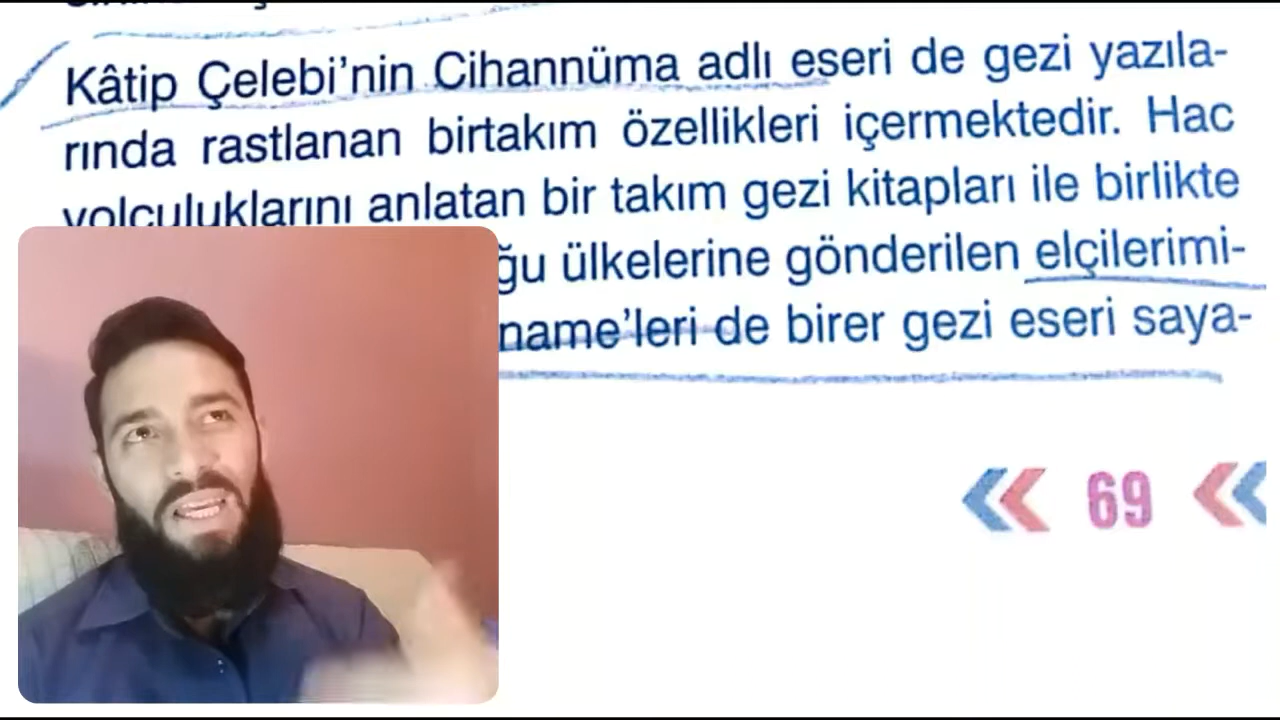 Kâtip Çelebi’nin Cihannüma adlı eseri de gezi yazıla-
rında rastlanan birtakım özellikleri içermektedir. Hac
yolculuklarını anlatan bir takım gezi kitapları ile birlikte
ğu ülkelerine gönderilen elçilerimi-
name’leri de birer gezi eseri saya-
69